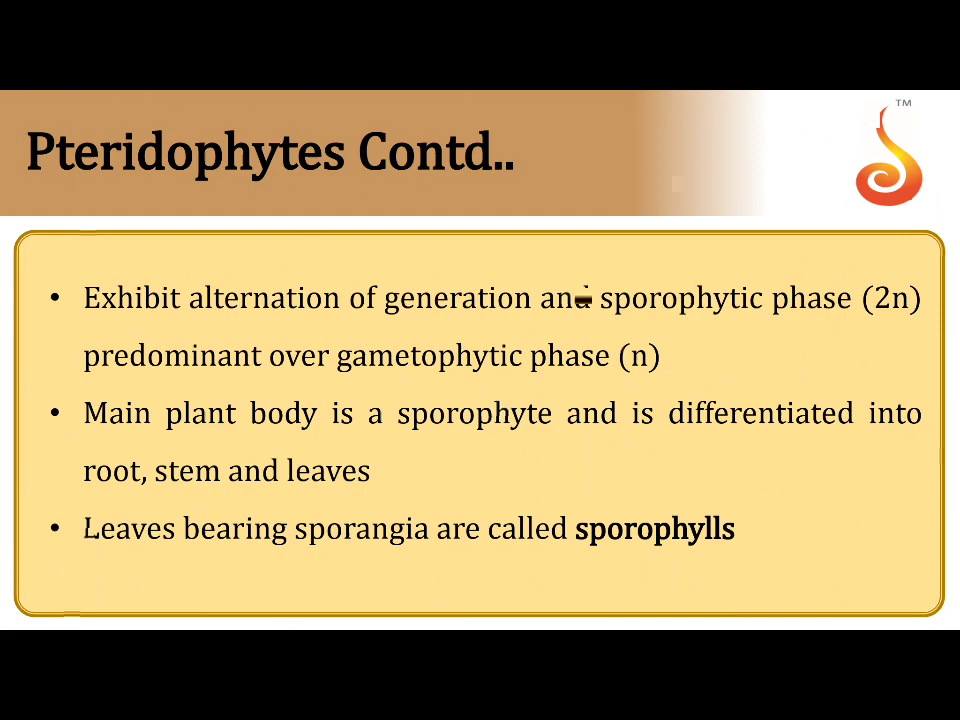 TM
Pteridophytes Contd..
• Exhibit alternation of generation and sporophytic phase (2n)
predominant over gametophytic phase (n)
• Main plant body is a sporophyte and is differentiated into
root, stem and leaves
• Leaves bearing sporangia are called sporophylls